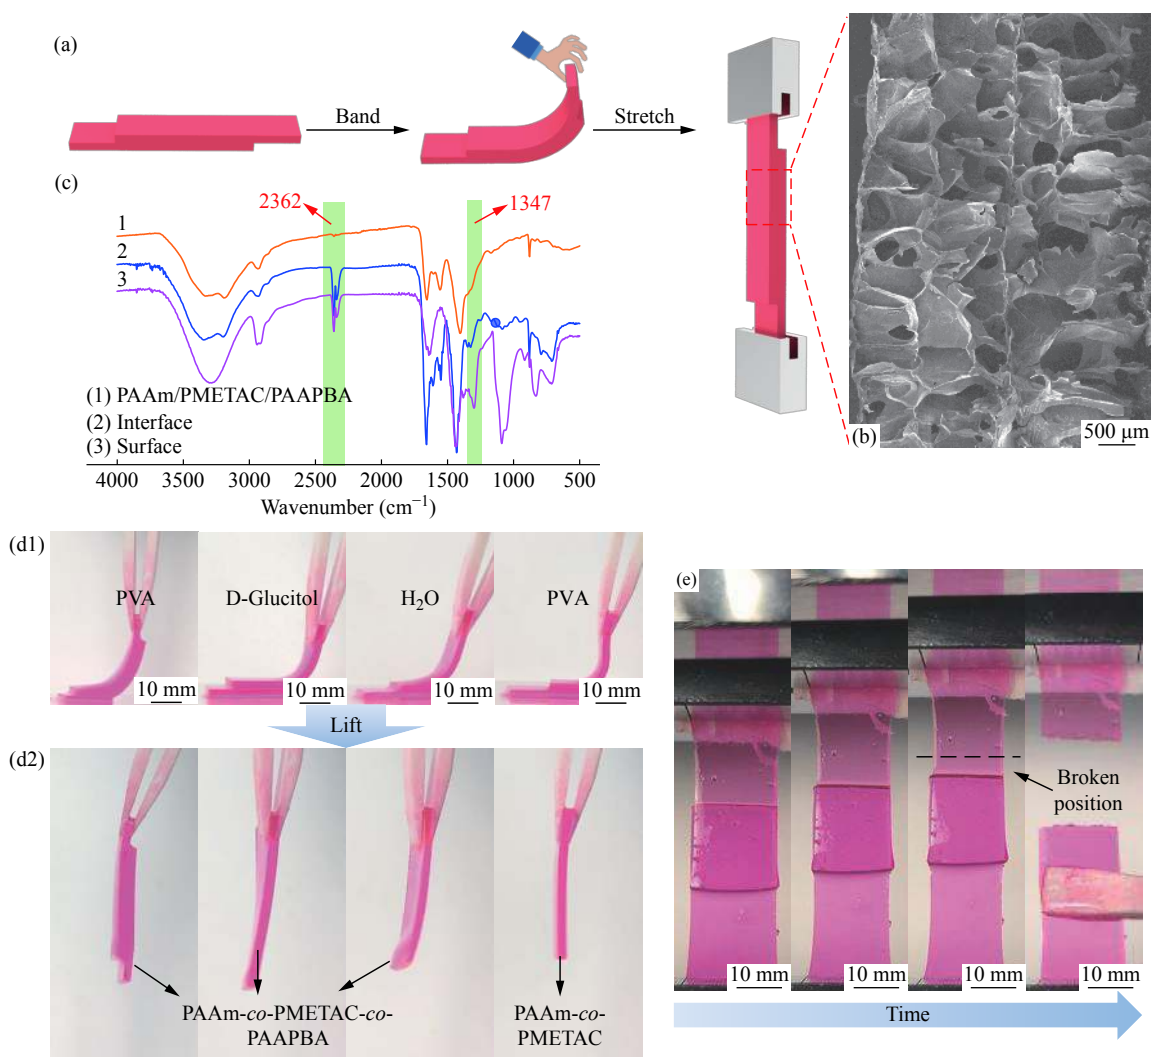 (a)
Band
Stretch
(b)
500 μm
(c)
2362
1347
1
2
3
(1) PAAm/PMETAC/PAAPBA
(2) Interface
(3) Surface
4000 3500 3000 2500 2000 1500 1000 500
Wavenumber (cm⁻¹)
(d1)
PVA
D-Glucitol
H₂O
PVA
10 mm
10 mm
10 mm
10 mm
Lift
(d2)
PAAm-co-PMETAC-co-
PAAPBA
PAAm-co-
PMETAC
(e)
Broken
position
10 mm
10 mm
10 mm
10 mm
Time